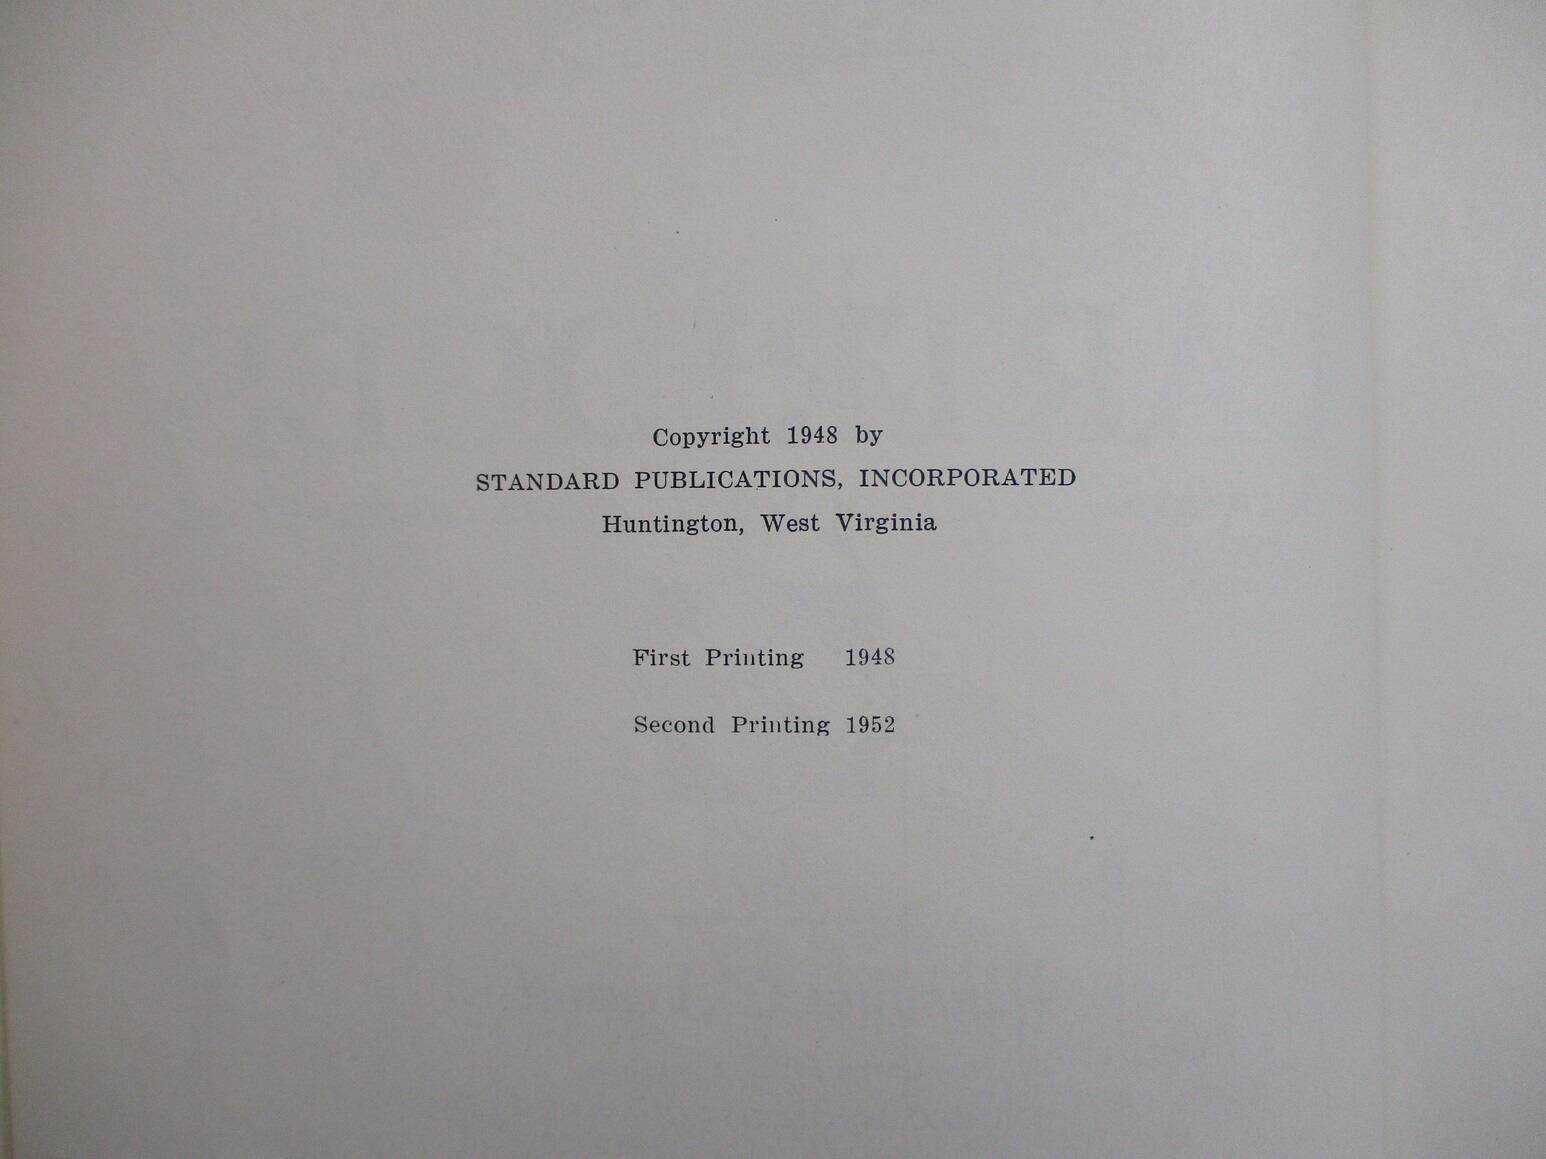 Copyright 1948 by
STANDARD PUBLICATIONS, INCORPORATED
Huntington, West Virginia
First Printing 1948
Second Printing 1952